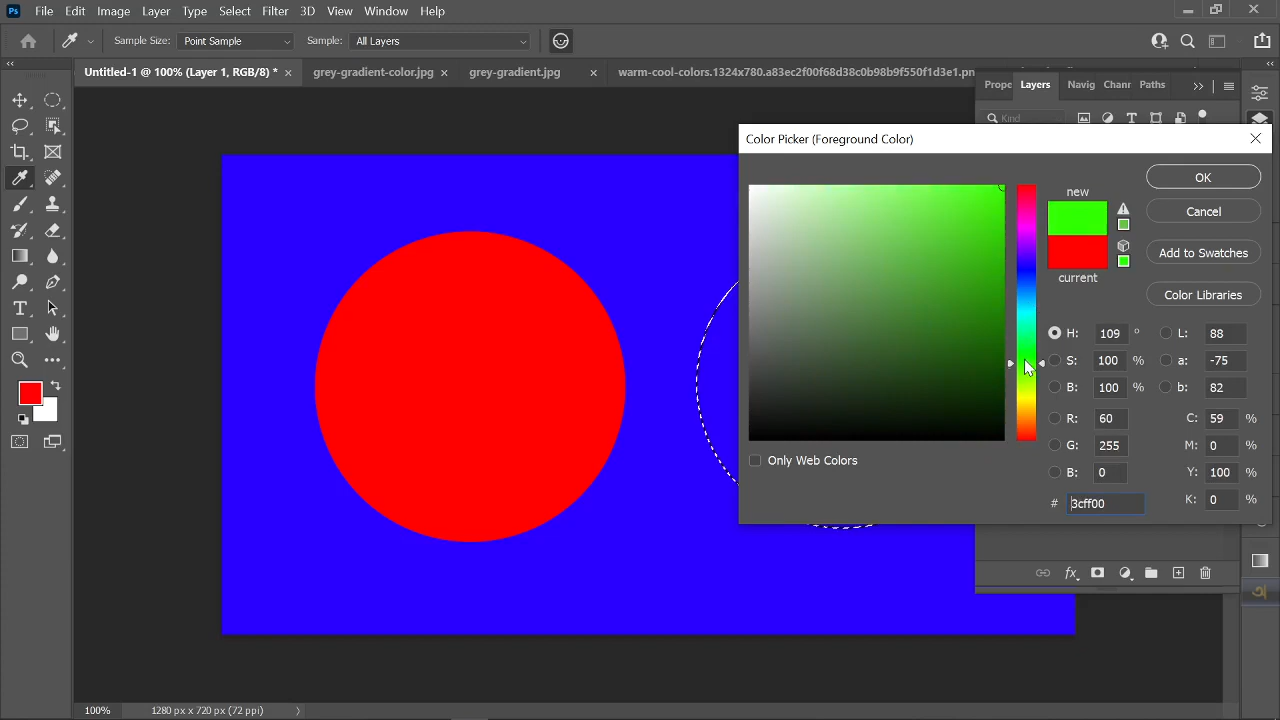 Ps File Edit Image Layer Type Select Filter 3D View Window Help
Sample Size: Point Sample Sample: All Layers
Untitled-1 @ 100% (Layer 1, RGB/8) * × grey-gradient-color.jpg × grey-gradient.jpg × warm-cool-colors.1324x780.a83ec2f00f68d38c0b98b9f550f1d3e1.pn
Prope Layers Navig Chanr Paths
Kind
Color Picker (Foreground Color)
new
OK
Cancel
Add to Swatches
current
Color Libraries
H: 109 ° L: 88
S: 100 % a: -75
B: 100 % b: 82
R: 60 C: 59 %
G: 255 M: 0 %
B: 0 Y: 100 %
# 3cff00 K: 0 %
Only Web Colors
fx
100% 1280 px x 720 px (72 ppi)